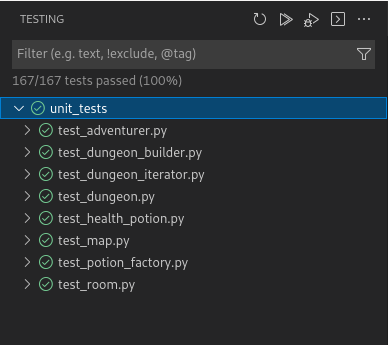 TESTING
Filter (e.g. text, !exclude, @tag)
167/167 tests passed (100%)
unit_tests
test_adventurer.py
test_dungeon_builder.py
test_dungeon_iterator.py
test_dungeon.py
test_health_potion.py
test_map.py
test_potion_factory.py
test_room.py